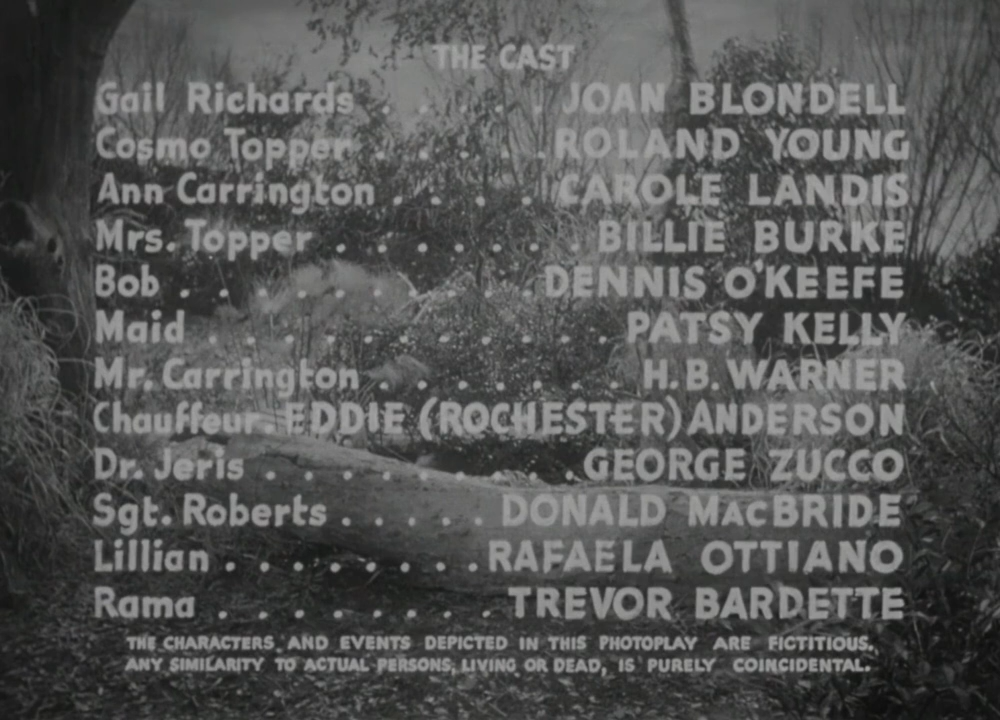 THE CAST
Gail Richards . . . . . JOAN BLONDELL
Cosmo Topper . . . . . ROLAND YOUNG
Ann Carrington . . . . CAROLE LANDIS
Mrs. Topper . . . . . . . BILLIE BURKE
Bob . . . . . . . . . . DENNIS O'KEEFE
Maid . . . . . . . . . . . PATSY KELLY
Mr. Carrington . . . . . . . H. B. WARNER
Chauffeur . EDDIE (ROCHESTER) ANDERSON
Dr. Jeris . . . . . . . . . GEORGE ZUCCO
Sgt. Roberts . . . . . DONALD MACBRIDE
Lillian . . . . . . . . RAFAELA OTTIANO
Rama . . . . . . . . TREVOR BARDETTE
THE CHARACTERS AND EVENTS DEPICTED IN THIS PHOTOPLAY ARE FICTITIOUS.
ANY SIMILARITY TO ACTUAL PERSONS, LIVING OR DEAD, IS PURELY COINCIDENTAL.